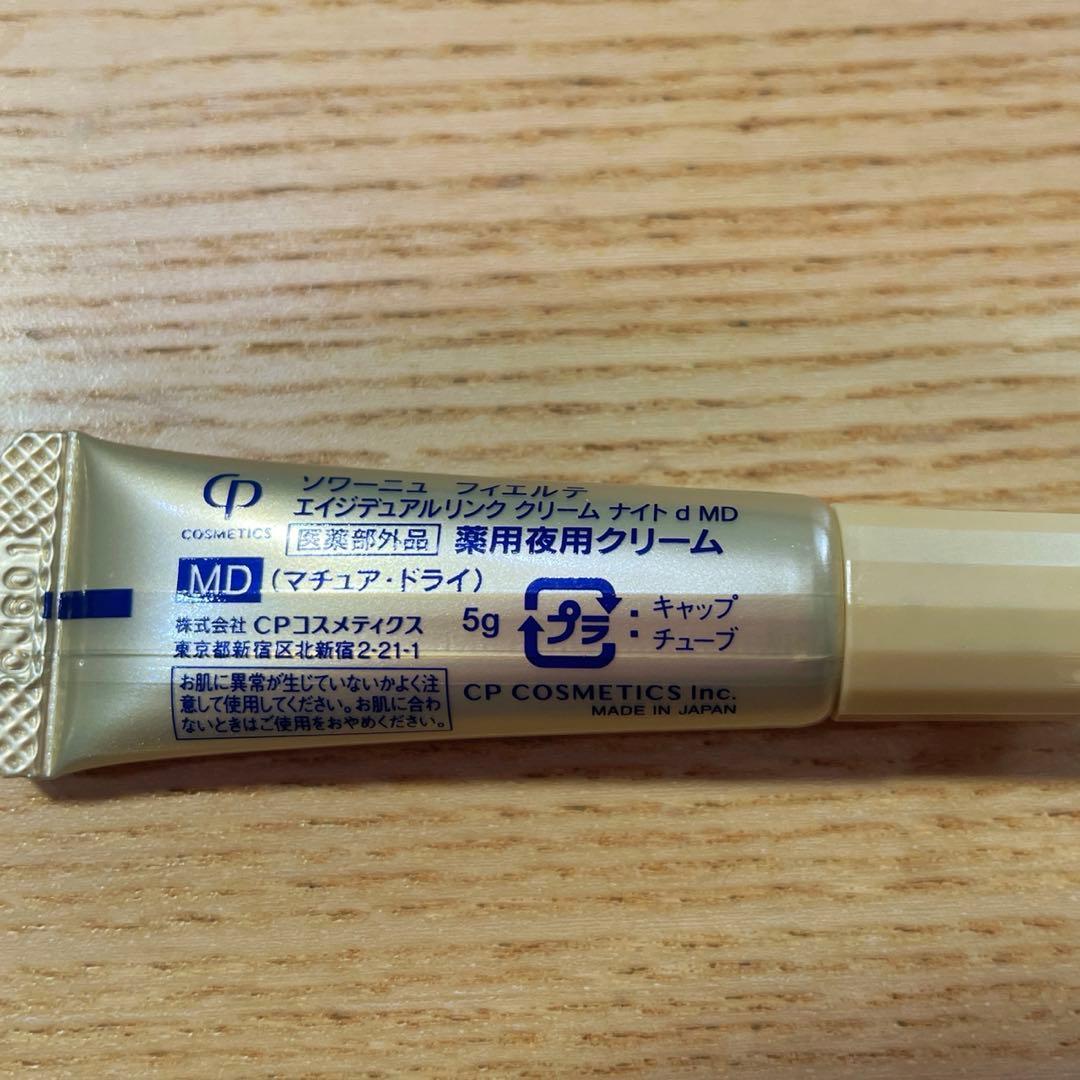 CP
COSMETICS
ソワーニュ フィエルテ
エイジデュアルリンク クリーム ナイト d MD
医薬部外品 薬用夜用クリーム
MD (マチュア・ドライ)
株式会社 CPコスメティクス
東京都新宿区北新宿2-21-1
5g
プラ
: キャップ
: チューブ
お肌に異常が生じていないかよく注
意して使用してください。お肌に合わ
ないときはご使用をおやめください。
CP COSMETICS Inc.
MADE IN JAPAN